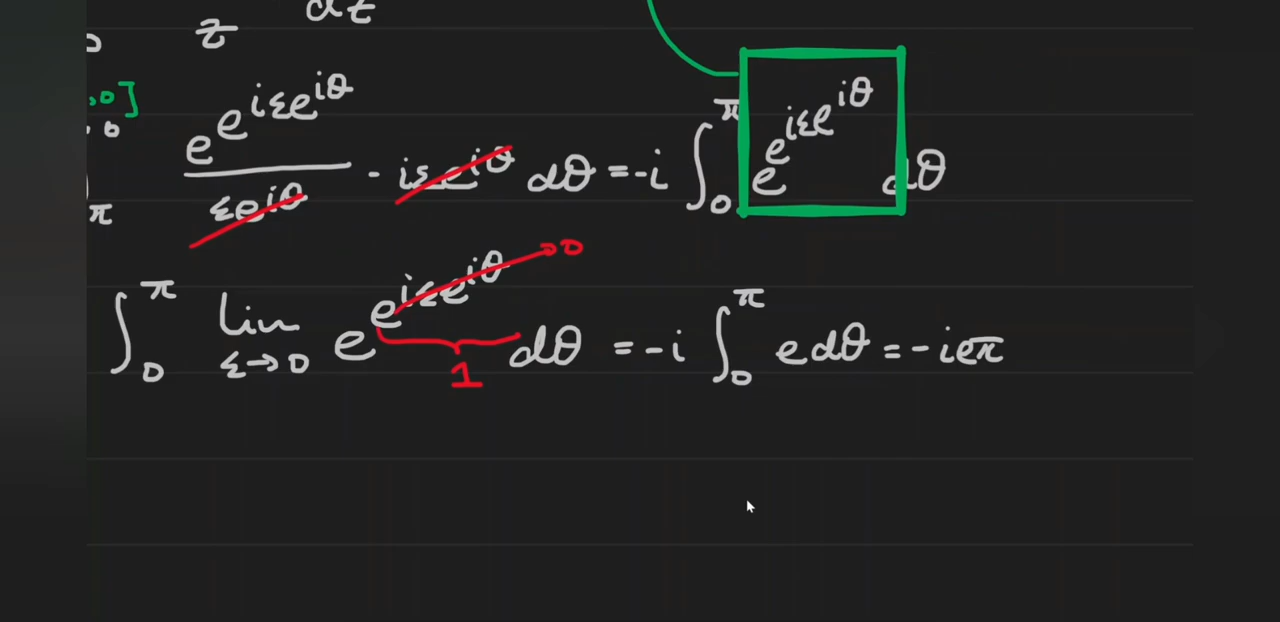 z dz
,0]
π e^{e^{iεe^{iθ}}} / εe^{iθ} · iεe^{iθ} dθ = -i ∫_0^π e^{e^{iεe^{iθ}}} dθ
∫_0^π lim_{ε→0} e^{e^{iεe^{iθ}}} dθ = -i ∫_0^π e dθ = -ieπ
0
1